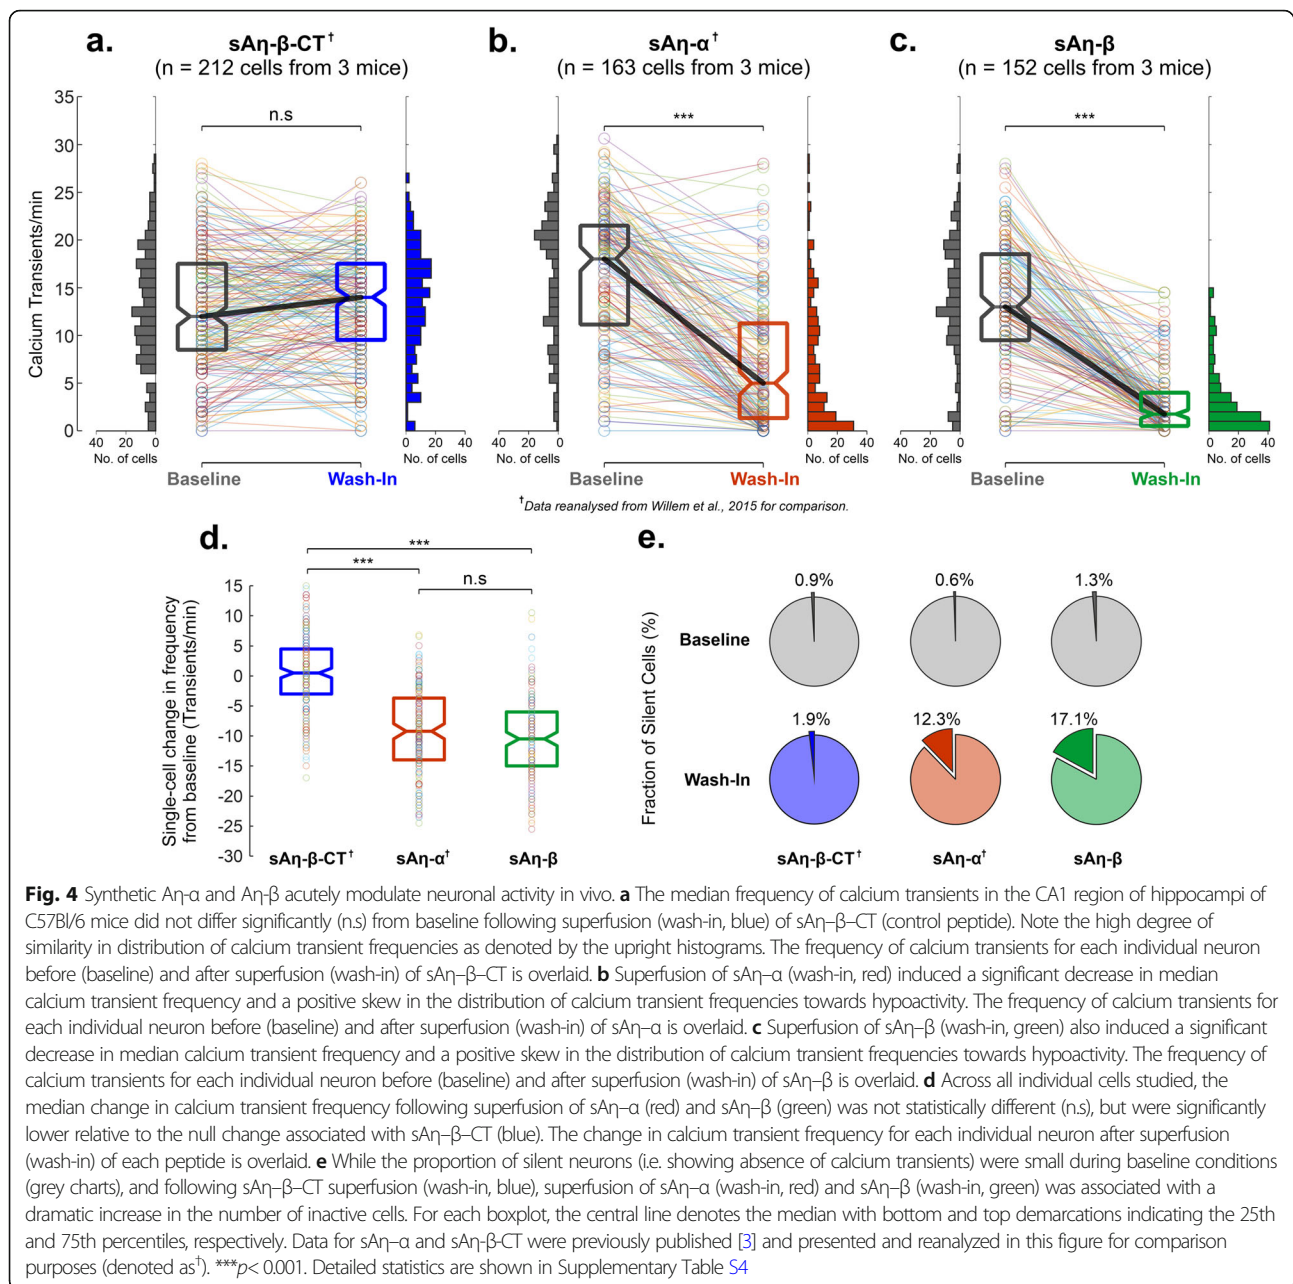 a.
sAη-β-CT†
(n = 212 cells from 3 mice)
b.
sAη-α†
(n = 163 cells from 3 mice)
c.
sAη-β
(n = 152 cells from 3 mice)
Calcium Transients/min
35
30
25
20
15
10
5
0
n.s
***
***
40 20 0
No. of cells
0 20 40
No. of cells
40 20 0
No. of cells
0 20 40
No. of cells
40 20 0
No. of cells
0 20 40
No. of cells
Baseline Wash-In
Baseline Wash-In
Baseline Wash-In
†Data reanalysed from Willem et al., 2015 for comparison.
d.
Single-cell change in frequency
from baseline (Transients/min)
15
10
5
0
-5
-10
-15
-20
-25
-30
***
***
n.s
sAη-β-CT† sAη-α† sAη-β
e.
Fraction of Silent Cells (%)
0.9% 0.6% 1.3%
Baseline
1.9% 12.3% 17.1%
Wash-In
sAη-β-CT† sAη-α† sAη-β
Fig. 4 Synthetic Aη-α and Aη-β acutely modulate neuronal activity in vivo. a The median frequency of calcium transients in the CA1 region of hippocampi of
C57Bl/6 mice did not differ significantly (n.s) from baseline following superfusion (wash-in, blue) of sAη–β–CT (control peptide). Note the high degree of
similarity in distribution of calcium transient frequencies as denoted by the upright histograms. The frequency of calcium transients for each individual neuron
before (baseline) and after superfusion (wash-in) of sAη–β–CT is overlaid. b Superfusion of sAη–α (wash-in, red) induced a significant decrease in median
calcium transient frequency and a positive skew in the distribution of calcium transient frequencies towards hypoactivity. The frequency of calcium transients for
each individual neuron before (baseline) and after superfusion (wash-in) of sAη–α is overlaid. c Superfusion of sAη–β (wash-in, green) also induced a significant
decrease in median calcium transient frequency and a positive skew in the distribution of calcium transient frequencies towards hypoactivity. The frequency of
calcium transients for each individual neuron before (baseline) and after superfusion (wash-in) of sAη–β is overlaid. d Across all individual cells studied, the
median change in calcium transient frequency following superfusion of sAη–α (red) and sAη–β (green) was not statistically different (n.s), but were significantly
lower relative to the null change associated with sAη–β–CT (blue). The change in calcium transient frequency for each individual neuron after superfusion
(wash-in) of each peptide is overlaid. e While the proportion of silent neurons (i.e. showing absence of calcium transients) were small during baseline conditions
(grey charts), and following sAη–β–CT superfusion (wash-in, blue), superfusion of sAη–α (wash-in, red) and sAη–β (wash-in, green) was associated with a
dramatic increase in the number of inactive cells. For each boxplot, the central line denotes the median with bottom and top demarcations indicating the 25th
and 75th percentiles, respectively. Data for sAη–α and sAη-β-CT were previously published [3] and presented and reanalyzed in this figure for comparison
purposes (denoted as†). ***p< 0.001. Detailed statistics are shown in Supplementary Table S4